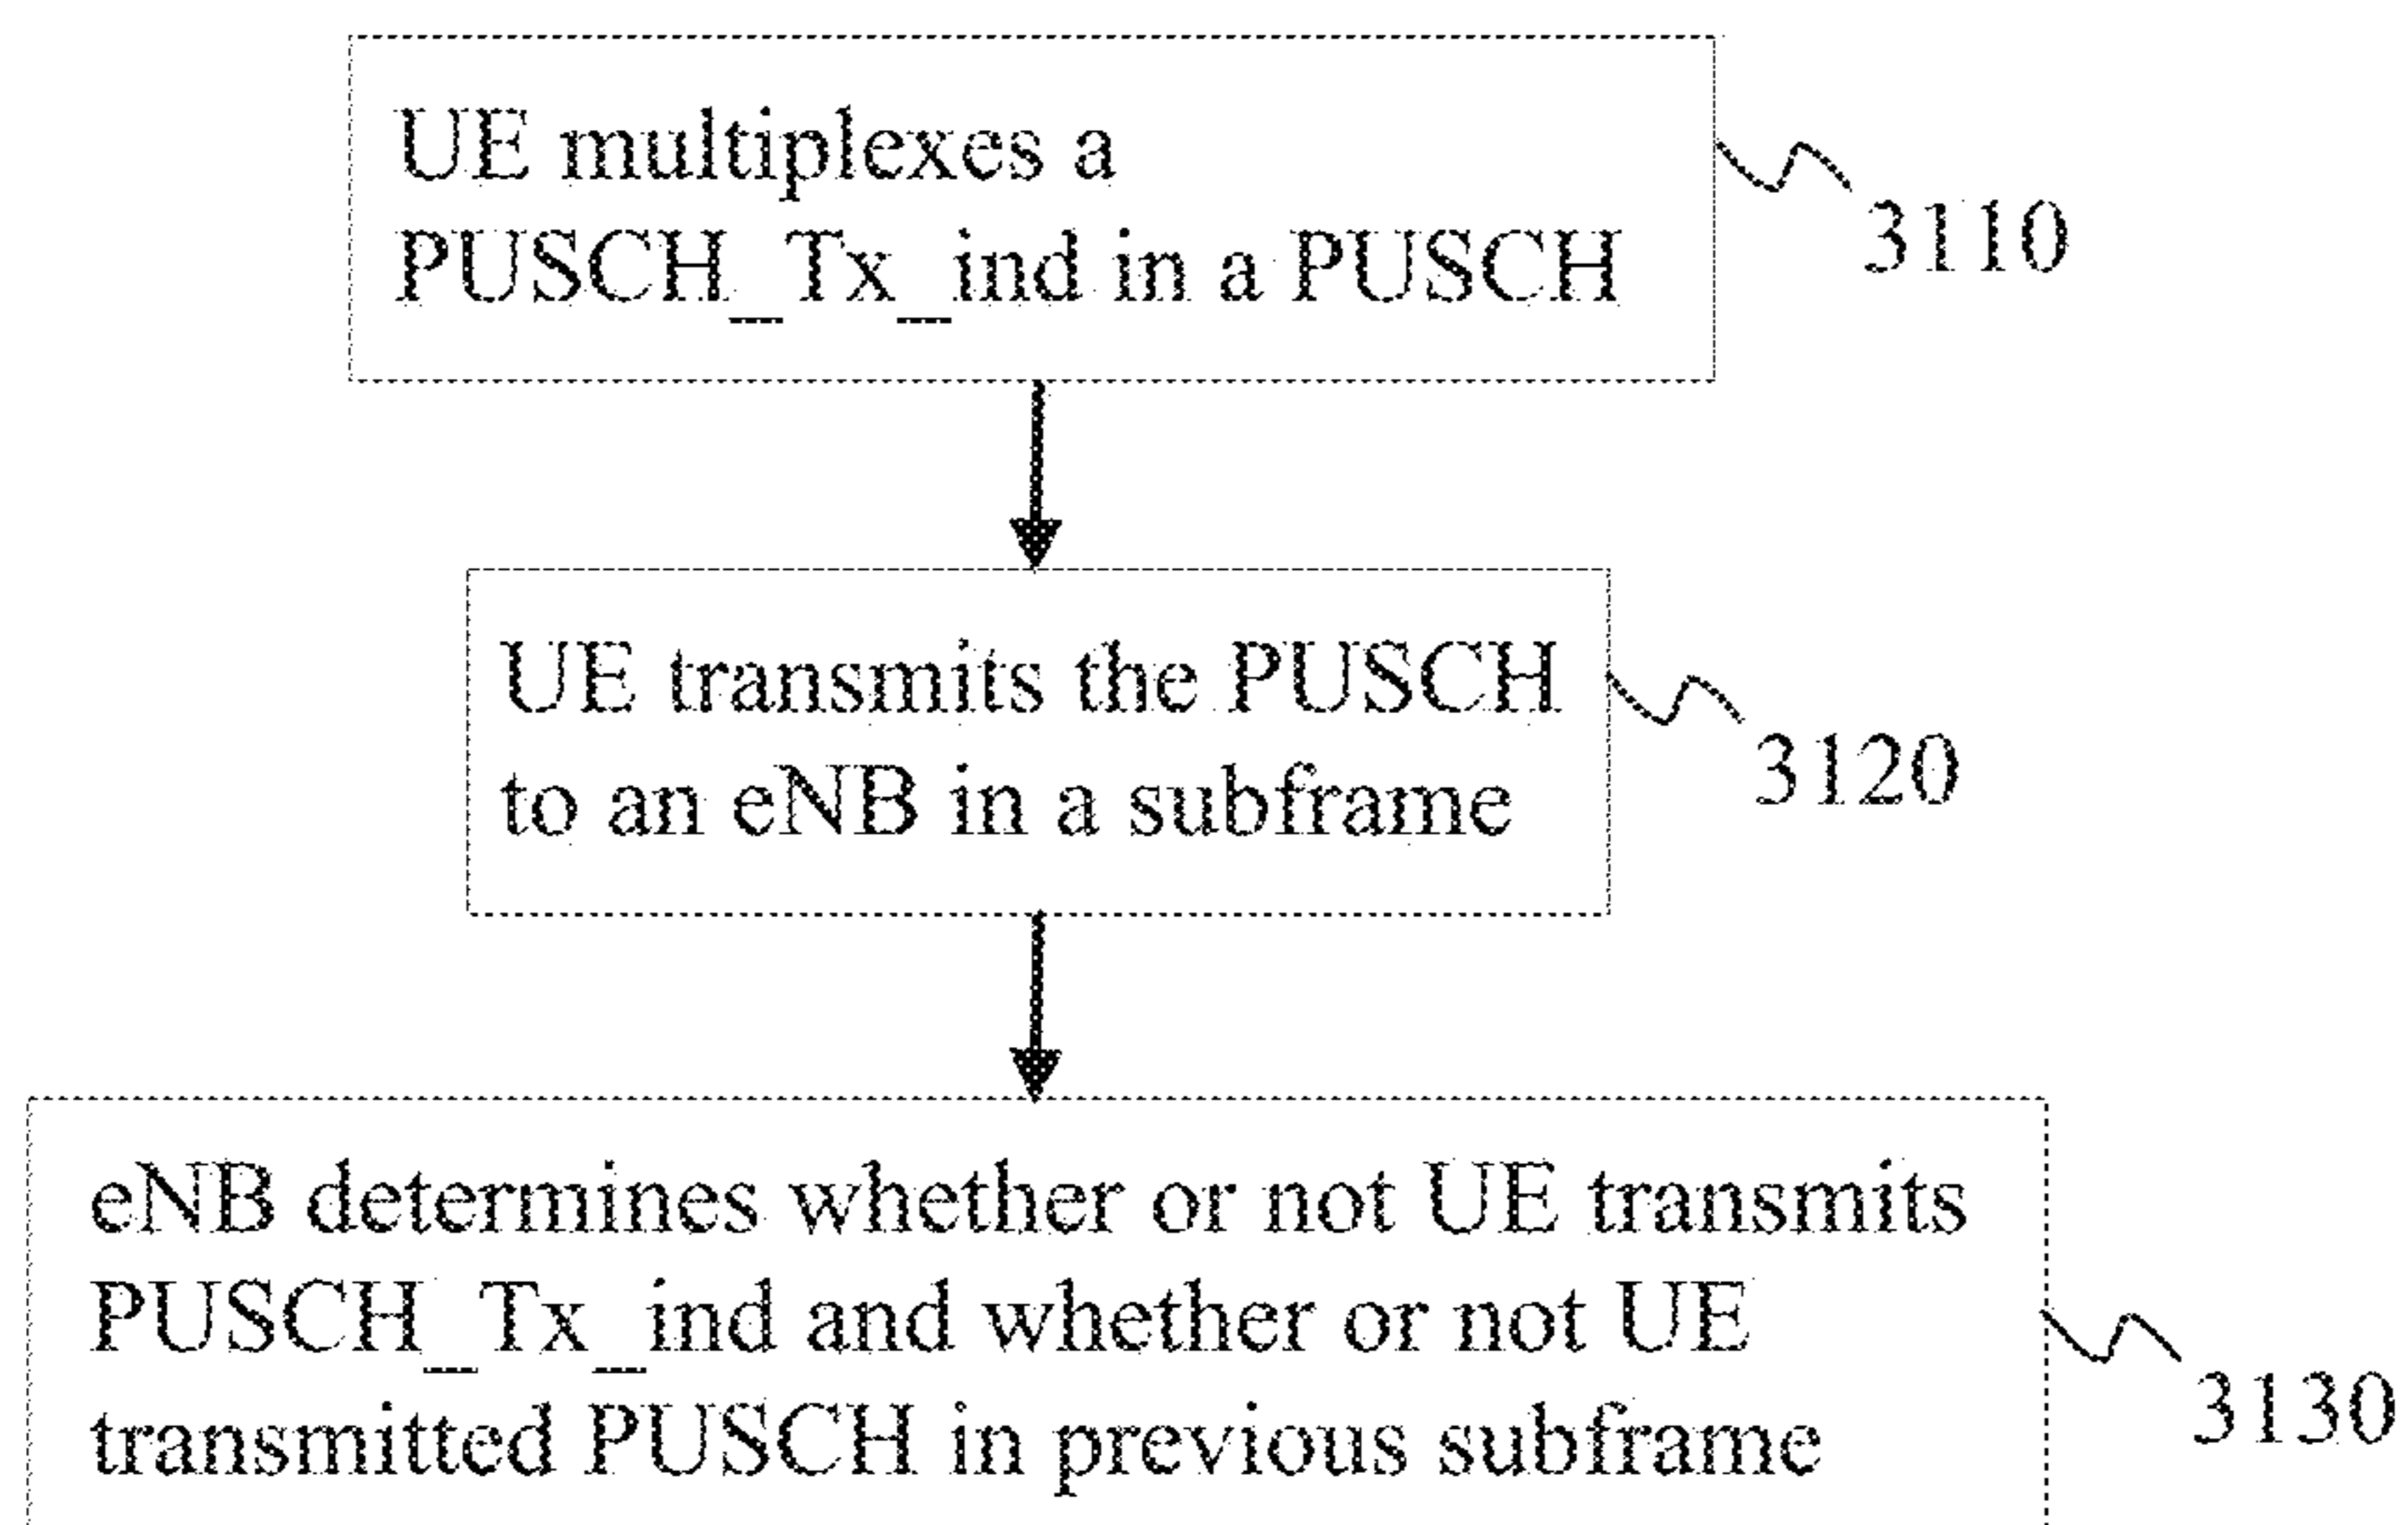 UE multiplexes a
PUSCH_Tx_ind in a PUSCH
3110
UE transmits the PUSCH
to an eNB in a subframe
3120
eNB determines whether or not UE transmits
PUSCH_Tx_ind and whether or not UE
transmitted PUSCH in previous subframe
3130